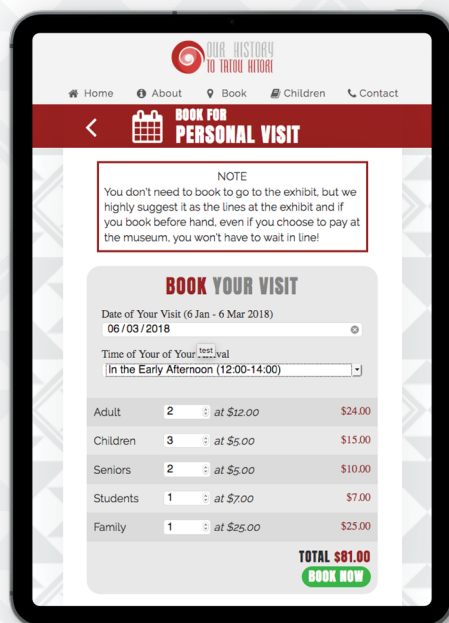 OUR HISTORY
TO TATOU HITORI
Home About Book Children Contact
BOOK FOR
PERSONAL VISIT
NOTE
You don't need to book to go to the exhibit, but we
highly suggest it as the lines at the exhibit and if
you book before hand, even if you choose to pay at
the museum, you won't have to wait in line!
BOOK YOUR VISIT
Date of Your Visit (6 Jan - 6 Mar 2018)
06/03/2018
test
Time of Your of Your Arrival
In the Early Afternoon (12:00-14:00)
Adult 2 at $12.00 $24.00
Children 3 at $5.00 $15.00
Seniors 2 at $5.00 $10.00
Students 1 at $7.00 $7.00
Family 1 at $25.00 $25.00
TOTAL $81.00
BOOK NOW